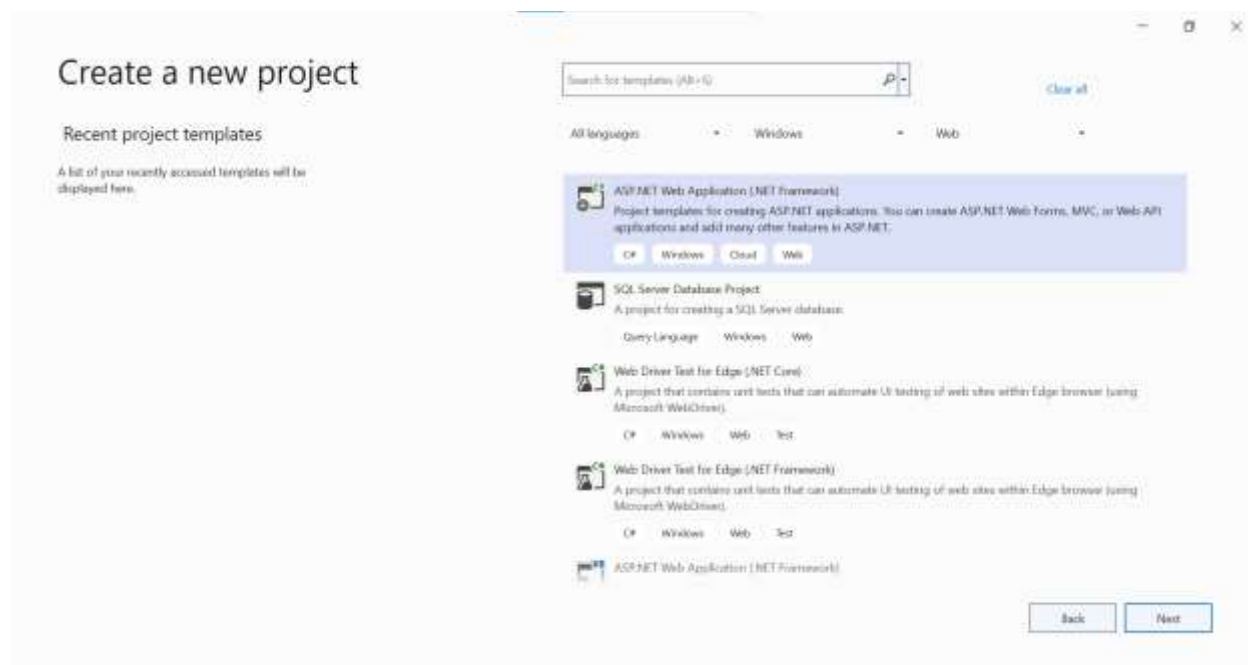 Create a new project
Search for templates (Alt+S)
Clear all
Recent project templates
All languages
Windows
Web
A list of your recently accessed templates will be
displayed here.
ASP.NET Web Application (.NET Framework)
Project templates for creating ASP.NET applications. You can create ASP.NET Web Forms, MVC, or Web API
applications and add many other features in ASP.NET.
C# Windows Cloud Web
SQL Server Database Project
A project for creating a SQL Server database
Query Language Windows Web
Web Driver Test for Edge (.NET Core)
A project that contains unit tests that can automate UI testing of web sites within Edge browser (using
Microsoft WebDriver).
C# Windows Web Test
Web Driver Test for Edge (.NET Framework)
A project that contains unit tests that can automate UI testing of web sites within Edge browser (using
Microsoft WebDriver).
C# Windows Web Test
ASP.NET Web Application (.NET Framework)
Back
Next